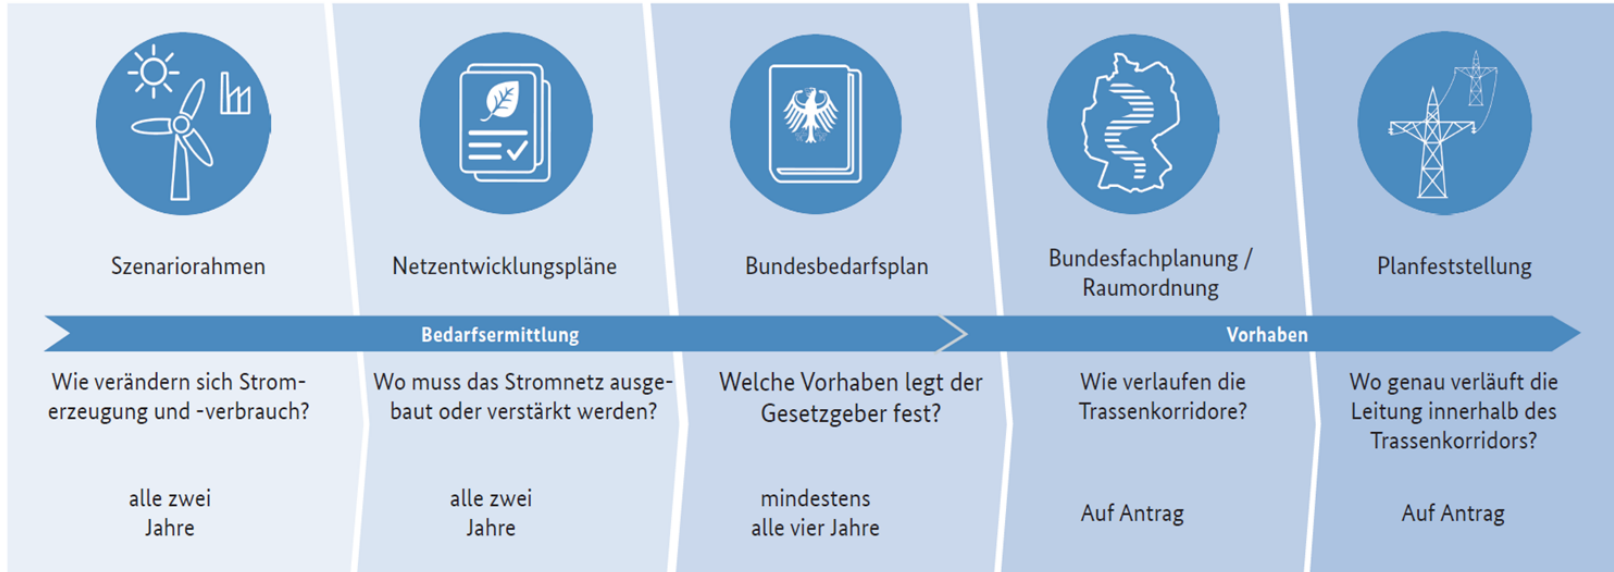 Szenariorahmen
Netzentwicklungspläne
Bundesbedarfsplan
Bundesfachplanung /
Raumordnung
Planfeststellung
Bedarfsermittlung
Vorhaben
Wie verändern sich Strom-
erzeugung und -verbrauch?
Wo muss das Stromnetz ausge-
baut oder verstärkt werden?
Welche Vorhaben legt der
Gesetzgeber fest?
Wie verlaufen die
Trassenkorridore?
Wo genau verläuft die
Leitung innerhalb des
Trassenkorridors?
alle zwei
Jahre
alle zwei
Jahre
mindestens
alle vier Jahre
Auf Antrag
Auf Antrag